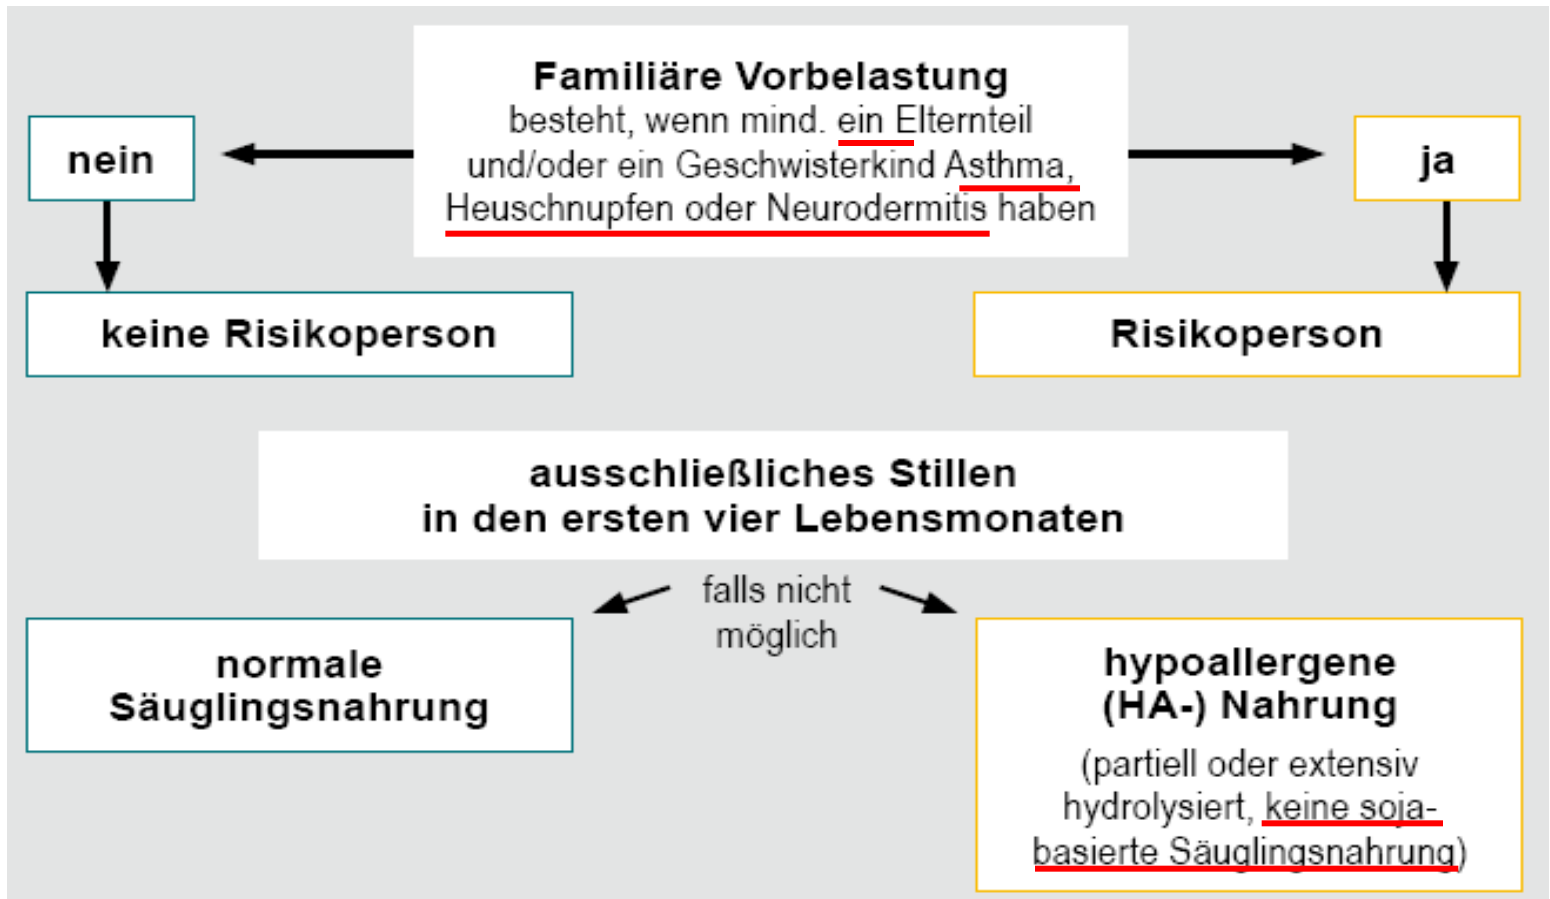 Familiäre Vorbelastung
besteht, wenn mind. ein Elternteil
und/oder ein Geschwisterkind Asthma,
Heuschnupfen oder Neurodermitis haben
nein
ja
keine Risikoperson
Risikoperson
ausschließliches Stillen
in den ersten vier Lebensmonaten
falls nicht
möglich
normale
Säuglingsnahrung
hypoallergene
(HA-) Nahrung
(partiell oder extensiv
hydrolysiert, keine soja-
basierte Säuglingsnahrung)